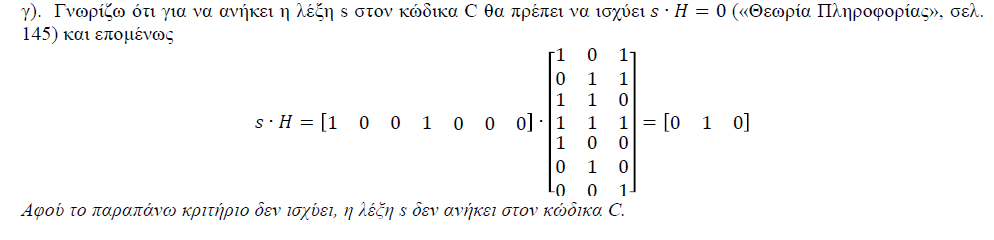 γ). Γνωρίζω ότι για να ανήκει η λέξη s στον κώδικα C θα πρέπει να ισχύει s · H = 0 («Θεωρία Πληροφορίας», σελ.
145) και επομένως
1 0 1
0 1 1
1 1 0
s · H = [1 0 0 1 0 0 0] · 1 1 1 = [0 1 0]
1 0 0
0 1 0
0 0 1
Αφού το παραπάνω κριτήριο δεν ισχύει, η λέξη s δεν ανήκει στον κώδικα C.